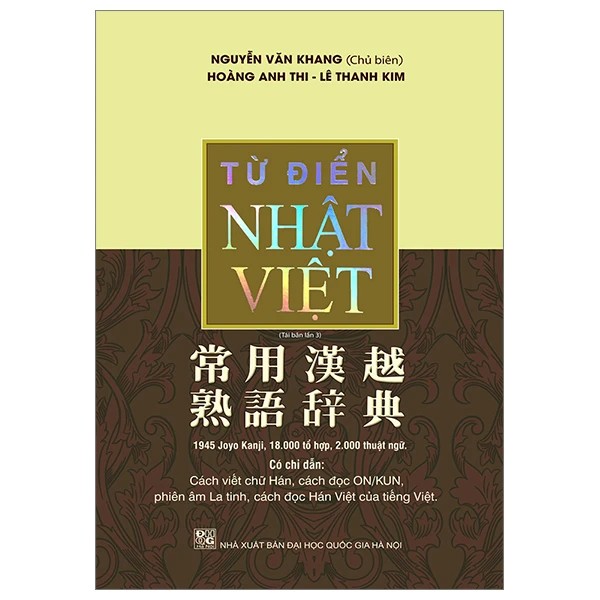 NGUYỄN VĂN KHANG (Chủ biên)
HOÀNG ANH THI - LÊ THANH KIM
TỪ ĐIỂN
NHẬT
VIỆT
(Tái bản lần 3)
常用漢越
熟語辞典
1945 Joyo Kanji, 18.000 tổ hợp, 2.000 thuật ngữ.
Có chỉ dẫn:
Cách viết chữ Hán, cách đọc ON/KUN,
phiên âm La tinh, cách đọc Hán Việt của tiếng Việt.
NHÀ XUẤT BẢN ĐẠI HỌC QUỐC GIA HÀ NỘI